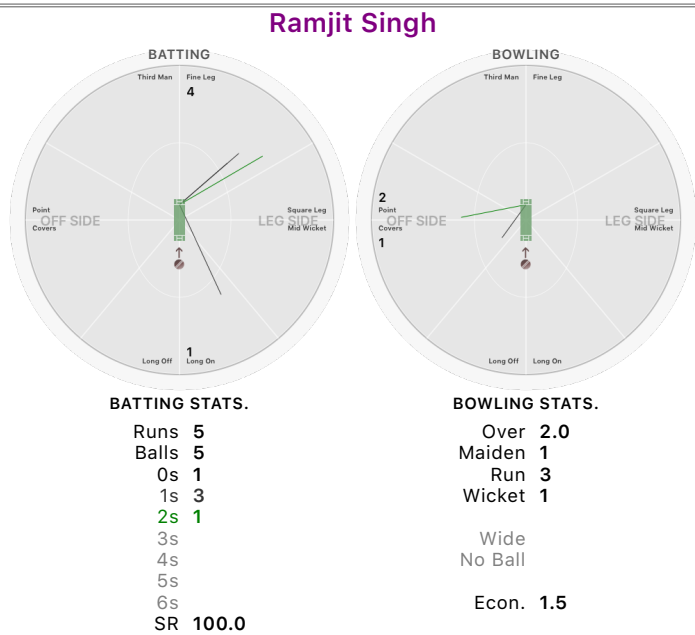 Ramjit Singh
BATTING
Third Man Fine Leg
4
Point
OFF SIDE
Covers
Square Leg
LEG SIDE
Mid Wicket
1
Long Off Long On
BOWLING
Third Man Fine Leg
2
Point
OFF SIDE
Covers
1
Square Leg
LEG SIDE
Mid Wicket
Long Off Long On
BATTING STATS.
Runs 5
Balls 5
0s 1
1s 3
2s 1
3s
4s
5s
6s
SR 100.0
BOWLING STATS.
Over 2.0
Maiden 1
Run 3
Wicket 1
Wide
No Ball
Econ. 1.5